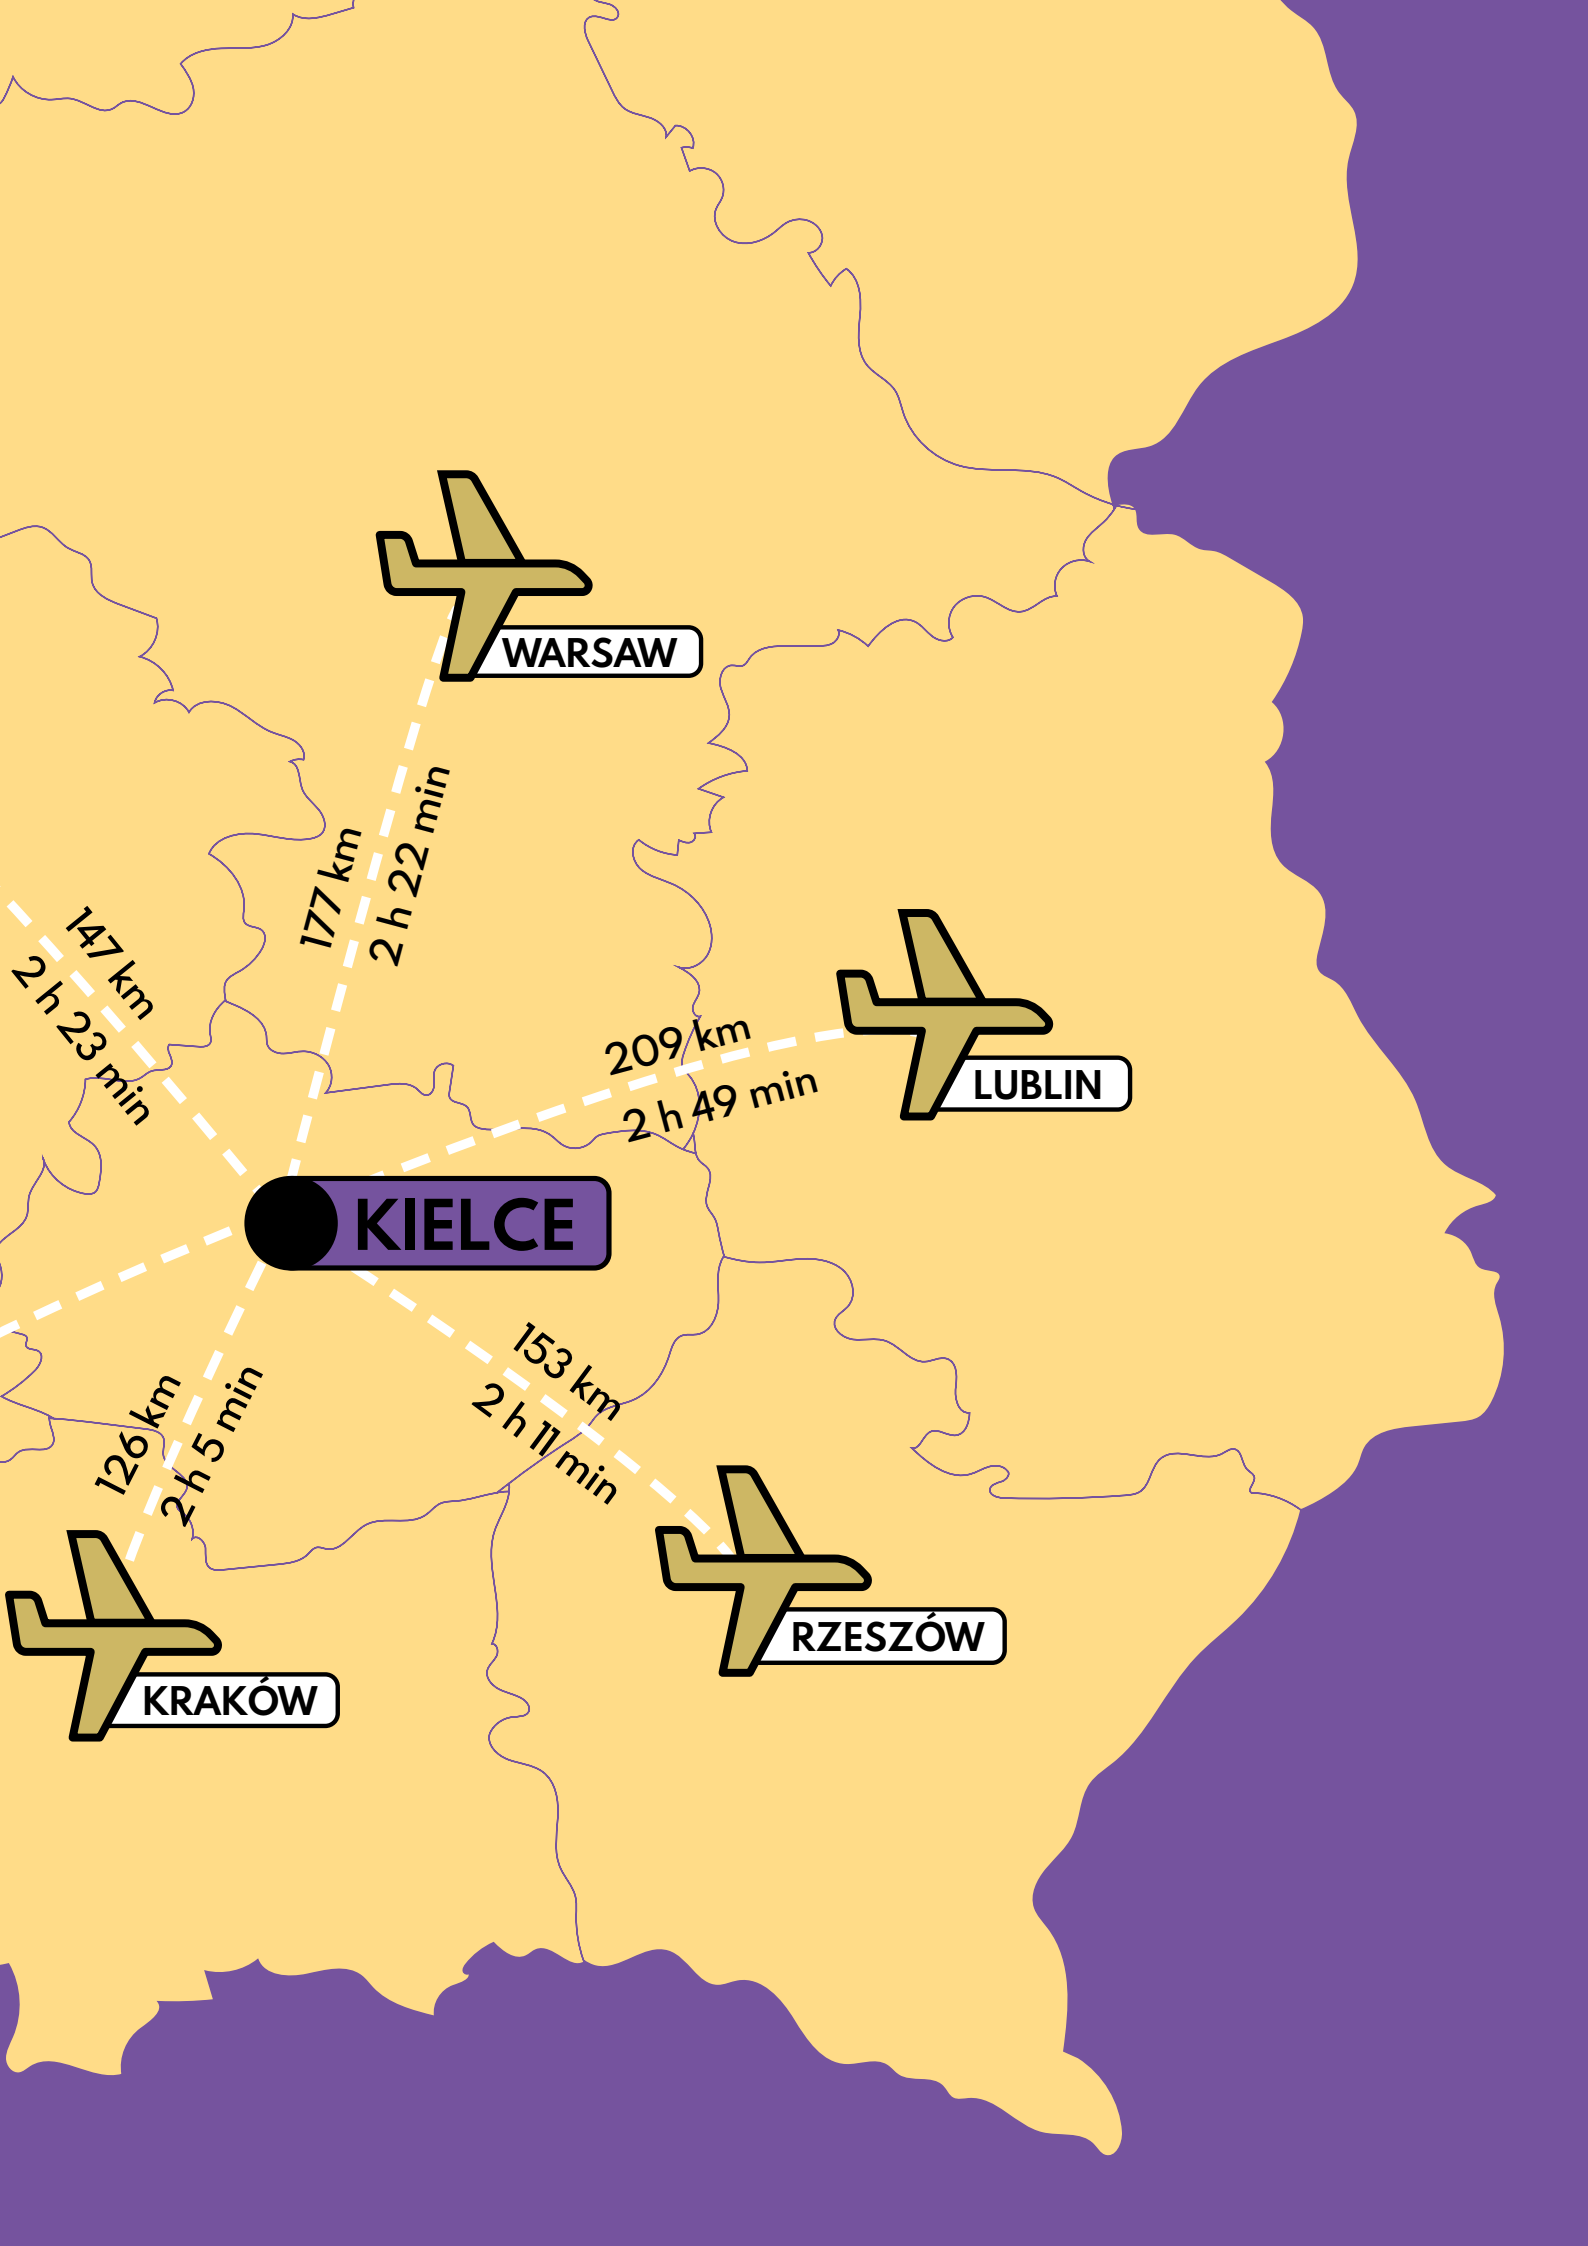 WARSAW
177 km
2 h 22 min
147 km
2 h 23 min
209 km
2 h 49 min
LUBLIN
KIELCE
153 km
2 h 11 min
126 km
2 h 5 min
RZESZÓW
KRAKÓW